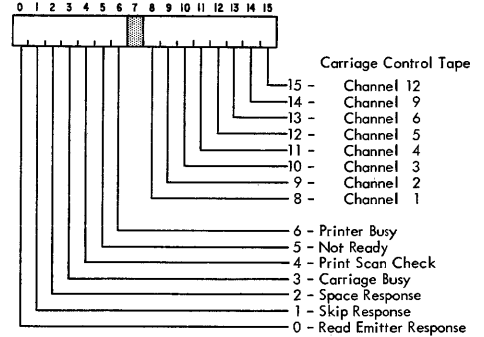 0 1 2 3 4 5 6 7 8 9 10 11 12 13 14 15
Carriage Control Tape
15 - Channel 12
14 - Channel 9
13 - Channel 6
12 - Channel 5
11 - Channel 4
10 - Channel 3
9 - Channel 2
8 - Channel 1
6 - Printer Busy
5 - Not Ready
4 - Print Scan Check
3 - Carriage Busy
2 - Space Response
1 - Skip Response
0 - Read Emitter Response